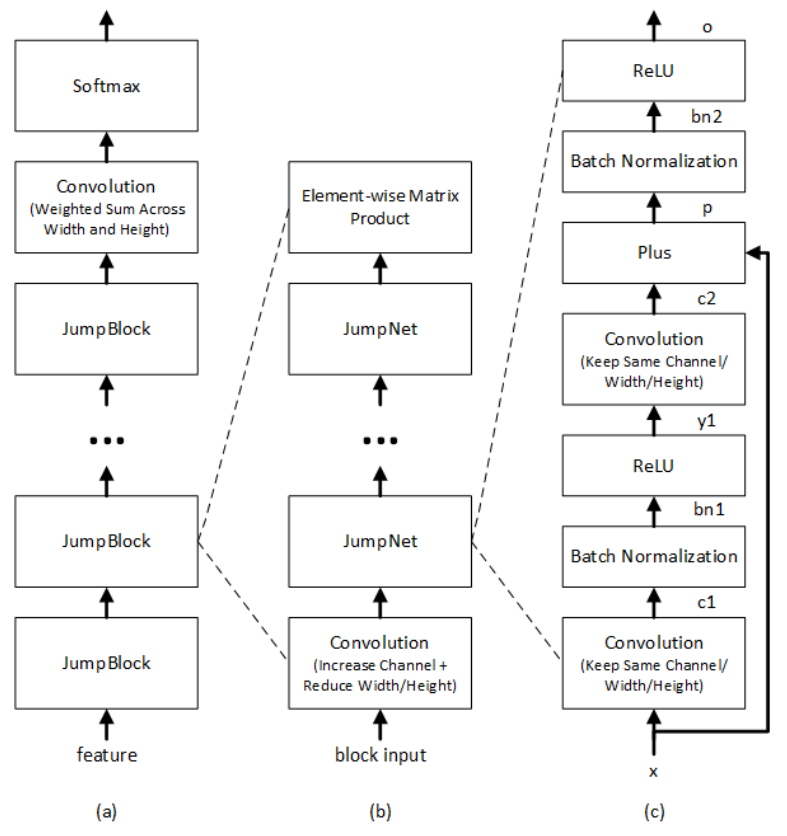 Softmax
Convolution
(Weighted Sum Across
Width and Height)
JumpBlock
...
JumpBlock
JumpBlock
feature
(a)
Element-wise Matrix
Product
JumpNet
...
JumpNet
Convolution
(Increase Channel +
Reduce Width/Height)
block input
(b)
o
ReLU
bn2
Batch Normalization
p
Plus
c2
Convolution
(Keep Same Channel/
Width/Height)
y1
ReLU
bn1
Batch Normalization
c1
Convolution
(Keep Same Channel/
Width/Height)
x
(c)